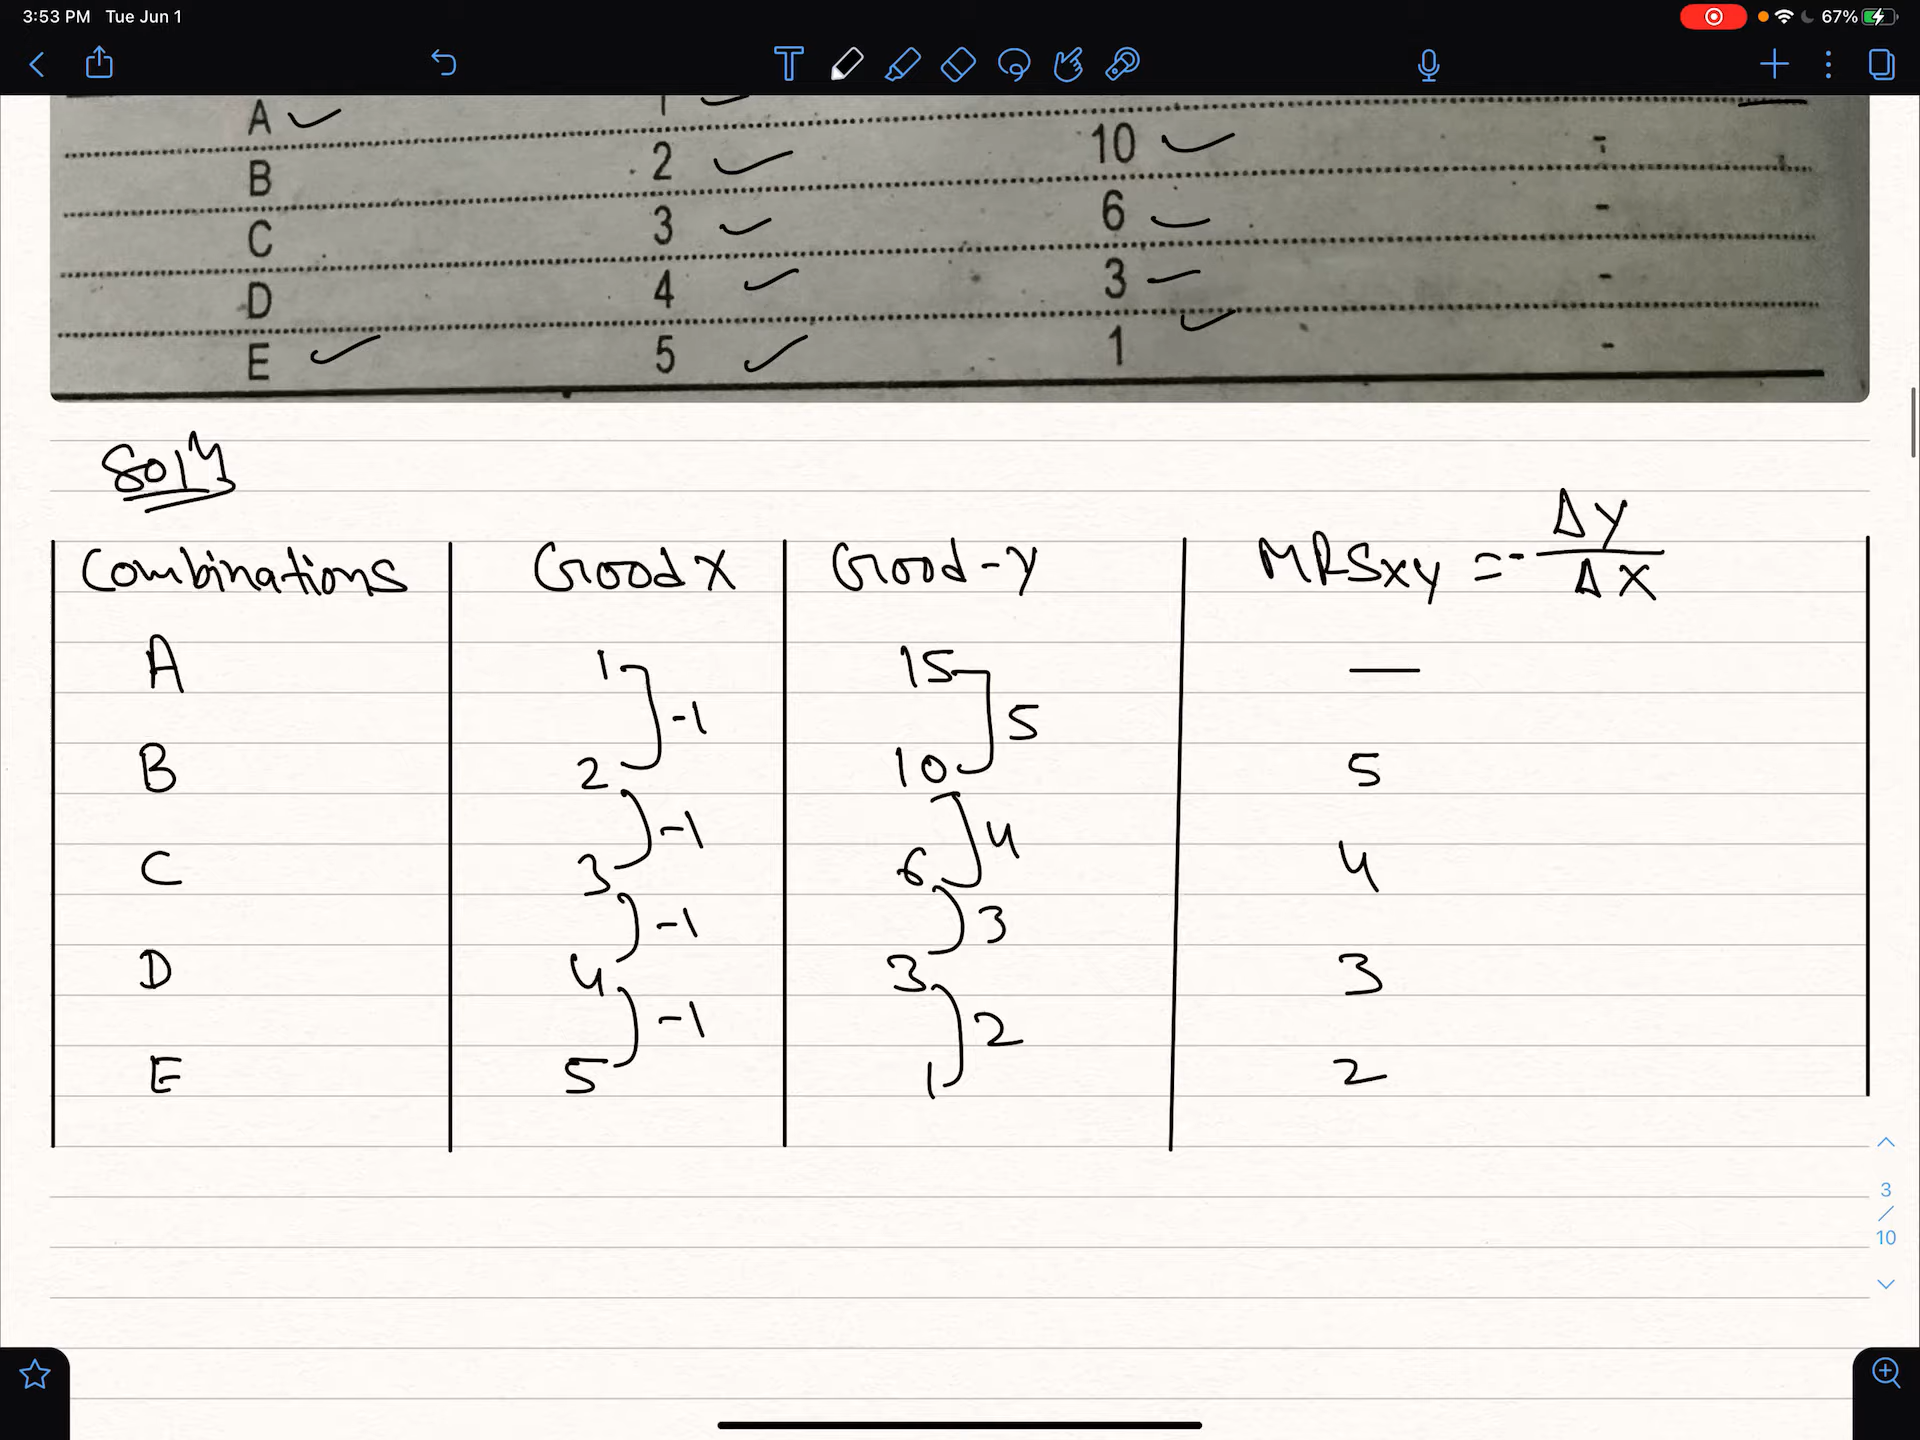 3:53 PM Tue Jun 1 67%
A 1
B 2 10 -
C 3 6 -
D 4 3 -
E 5 1 -
Solⁿ
Combinations Good X Good-Y MRSxy = - ΔY / ΔX
A 1 15 —
-1 5
B 2 10 5
-1 4
C 3 6 4
-1 3
D 4 3 3
-1 2
E 5 1 2
3
/
10